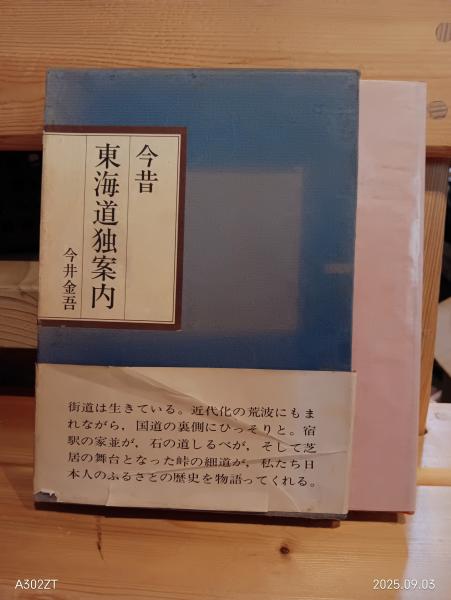 今昔
東海道独案内
今井金吾
街道は生きている。近代化の荒波にもま
れながら，国道の裏側にひっそりと。宿
駅の家並が，石の道しるべが，そして芝
居の舞台となった峠の細道が，私たち日
本人のふるさとの歴史を物語ってくれる。
A302ZT
2025.09.03